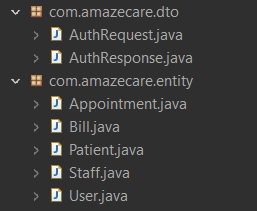 com.amazecare.dto
AuthRequest.java
AuthResponse.java
com.amazecare.entity
Appointment.java
Bill.java
Patient.java
Staff.java
User.java